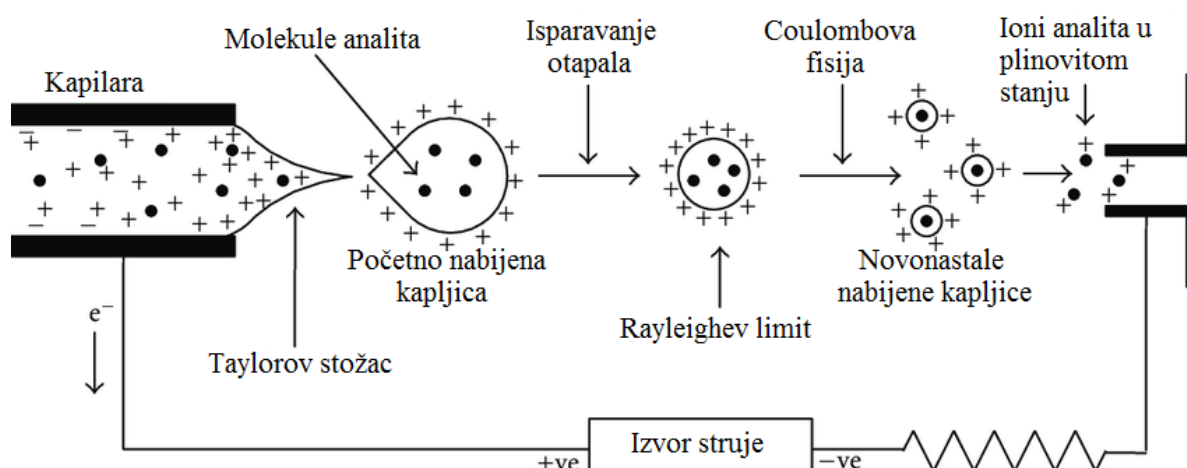 Kapilara
Molekule analita
Isparavanje
otapala
Coulombova
fisija
Ioni analita u
plinovitom
stanju
Početno nabijena
kapljica
Novonastale
nabijene kapljice
Rayleighev limit
e⁻
Taylorov stožac
+ve
Izvor struje
−ve